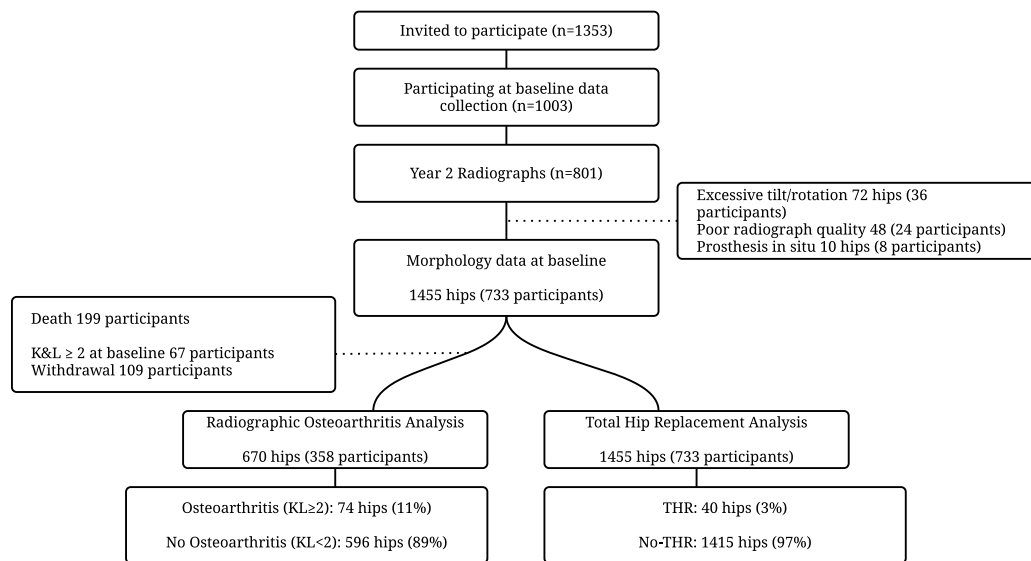 Invited to participate (n=1353)
Participating at baseline data
collection (n=1003)
Year 2 Radiographs (n=801)
Excessive tilt/rotation 72 hips (36
participants)
Poor radiograph quality 48 (24 participants)
Prosthesis in situ 10 hips (8 participants)
Morphology data at baseline
1455 hips (733 participants)
Death 199 participants
K&L ≥ 2 at baseline 67 participants
Withdrawal 109 participants
Radiographic Osteoarthritis Analysis
670 hips (358 participants)
Total Hip Replacement Analysis
1455 hips (733 participants)
Osteoarthritis (KL≥2): 74 hips (11%)
No Osteoarthritis (KL<2): 596 hips (89%)
THR: 40 hips (3%)
No-THR: 1415 hips (97%)